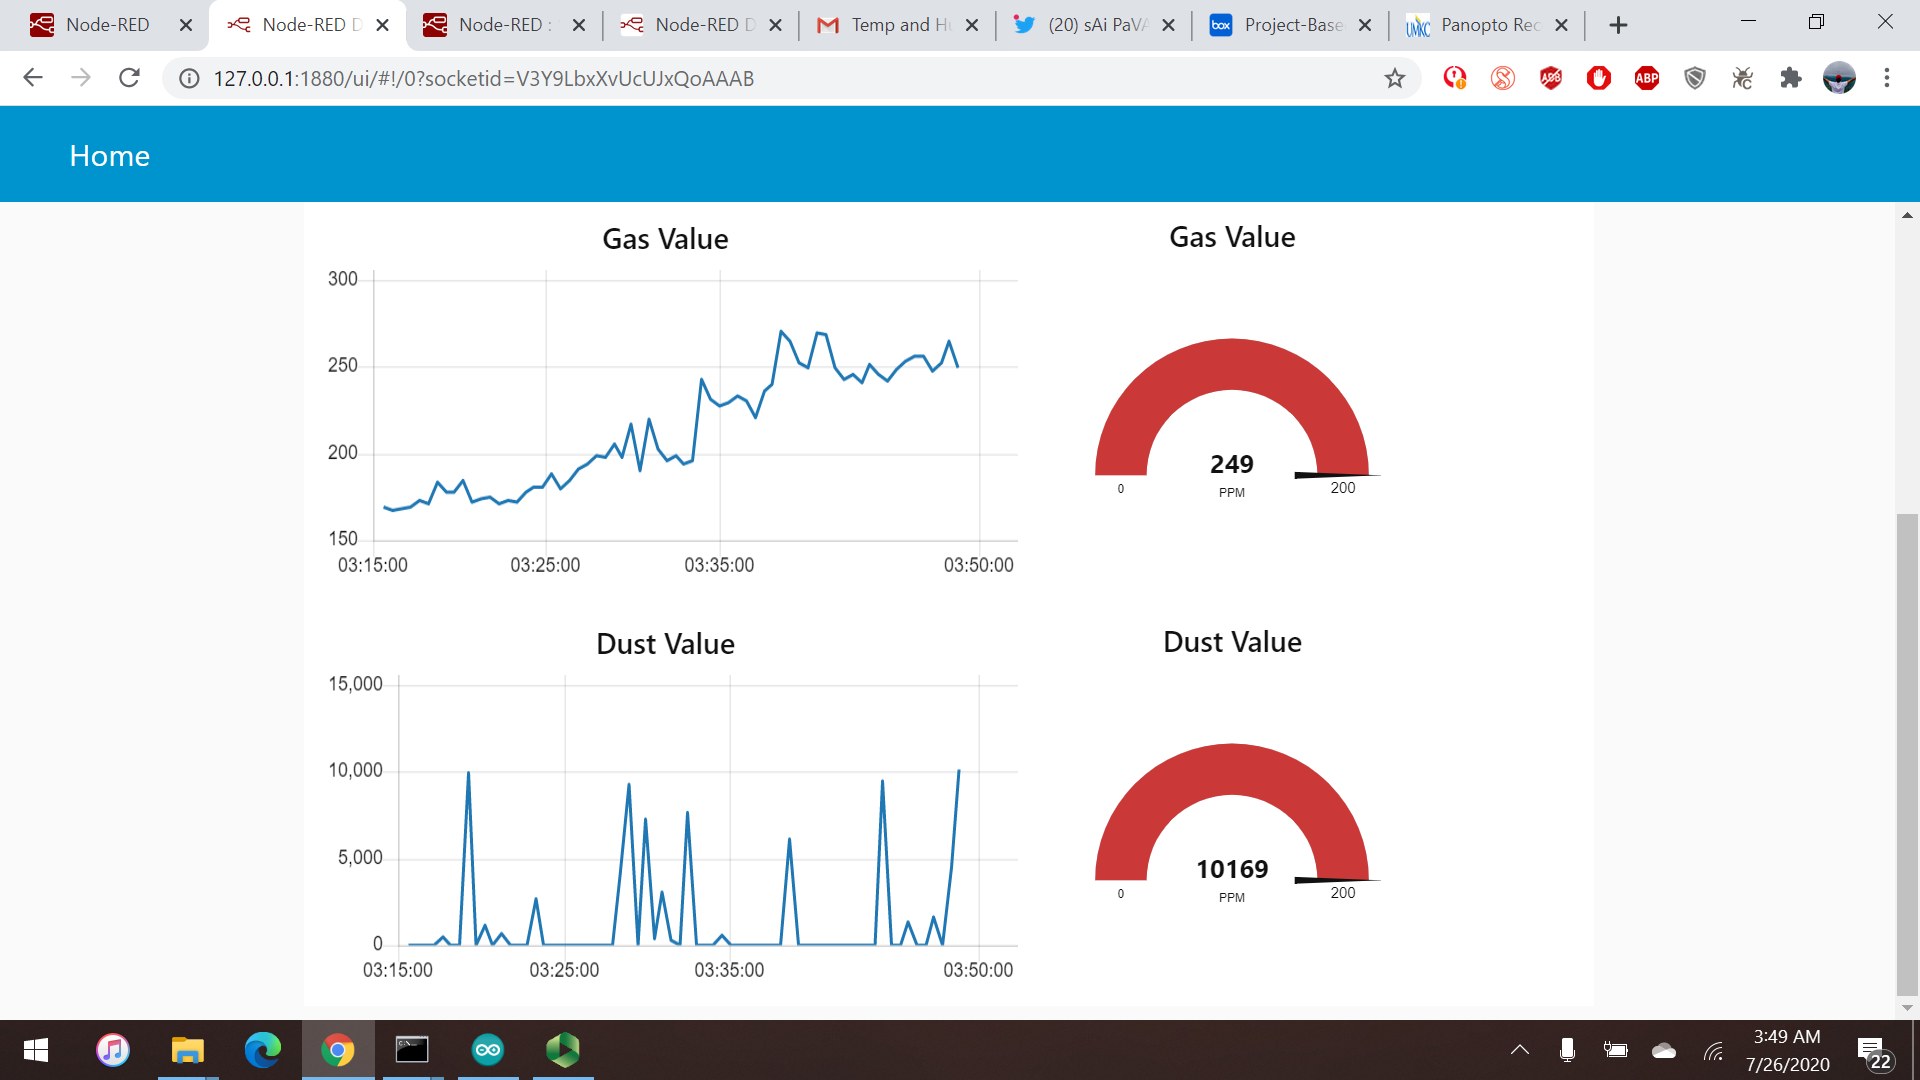 Node-RED
Node-RED D
Node-RED :
Node-RED D
Temp and Hu
(20) sAi PaVA
box
Project-Base
UMKC
Panopto Rec
127.0.0.1:1880/ui/#!/0?socketid=V3Y9LbxXvUcUJxQoAAAB
ABP
Home
Gas Value
300
250
200
150
03:15:00
03:25:00
03:35:00
03:50:00
Gas Value
249
PPM
0
200
Dust Value
15,000
10,000
5,000
0
03:15:00
03:25:00
03:35:00
03:50:00
Dust Value
10169
PPM
0
200
3:49 AM
7/26/2020
22